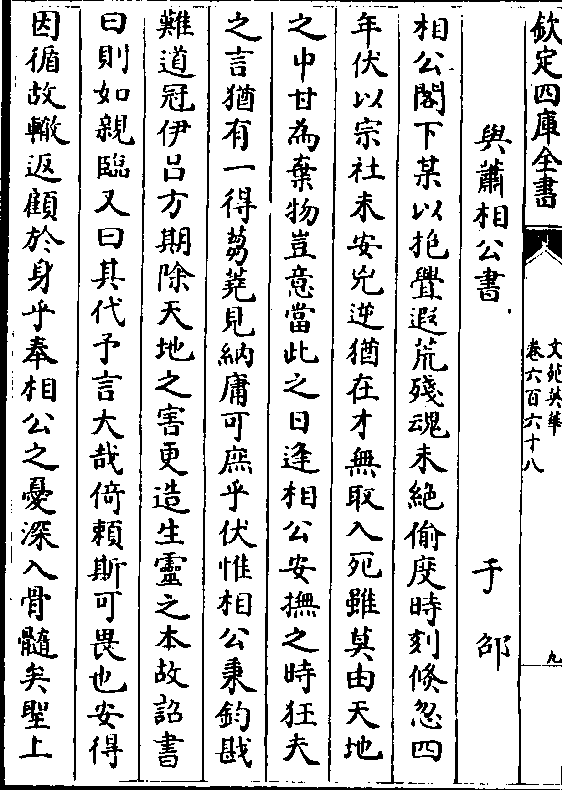 欽定四庫全書
文苑英華
卷六百六十八
九
與蕭相公書
于邵
相公閣下某以抱釁遐荒殘魂未絶偷度時刻倏忽四
年伏以宗社未安兇逆猶在才無取入死雖莫由天地
之中甘為棄物豈意當此之日逢相公安撫之時狂夫
之言猶有一得芻蕘見納庸可庶乎伏惟相公秉鈞戡
難道冠伊吕方期除天地之害更造生靈之本故詔書
曰則如親臨又曰其代予言大哉倚頼斯可畏也安得
因循故轍返顧於身乎奉相公之憂深入骨髓矣聖上